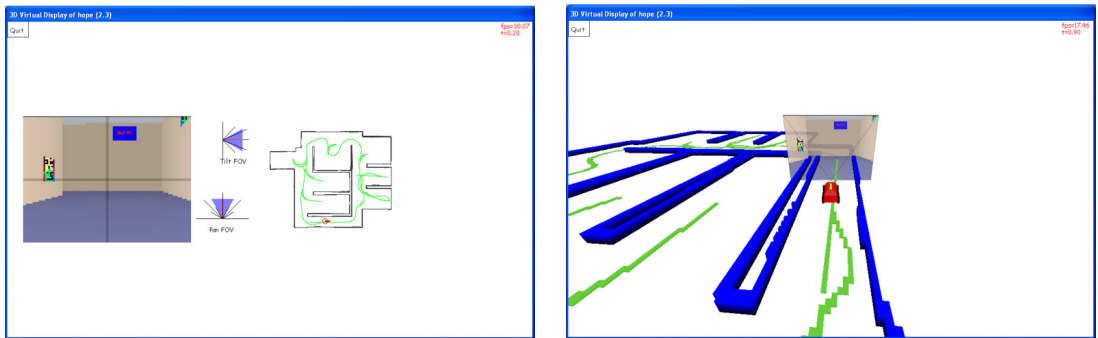 3D Virtual Display of hope (2.3)
Quit
fps=30.07
t=0.20
Tilt FOV
Pan FOV
3D Virtual Display of hope (2.3)
Quit
fps=17.46
t=0.90